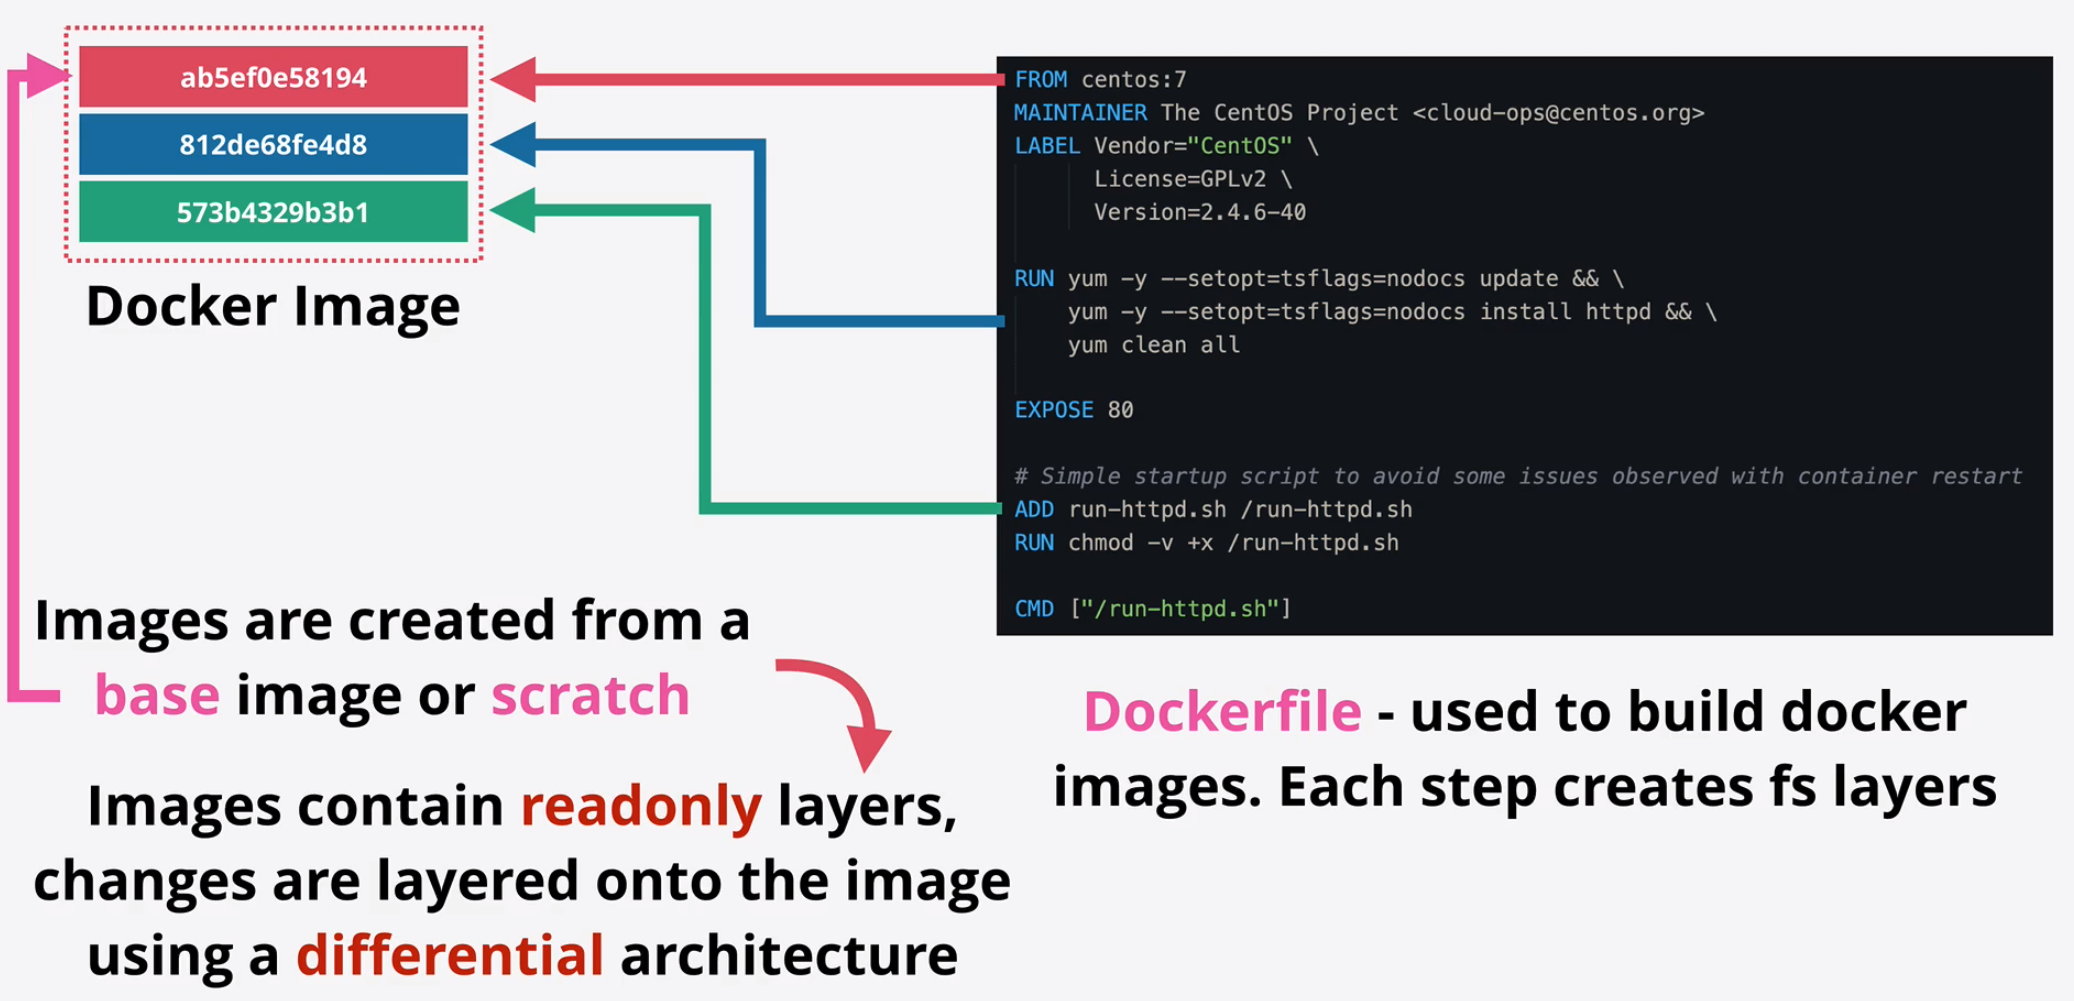 ab5ef0e58194
812de68fe4d8
573b4329b3b1
Docker Image
FROM centos:7
MAINTAINER The CentOS Project <cloud-ops@centos.org>
LABEL Vendor="CentOS" \
License=GPLv2 \
Version=2.4.6-40
RUN yum -y --setopt=tsflags=nodocs update && \
yum -y --setopt=tsflags=nodocs install httpd && \
yum clean all
EXPOSE 80
# Simple startup script to avoid some issues observed with container restart
ADD run-httpd.sh /run-httpd.sh
RUN chmod -v +x /run-httpd.sh
CMD ["/run-httpd.sh"]
Images are created from a
base image or scratch
Images contain readonly layers,
changes are layered onto the image
using a differential architecture
Dockerfile - used to build docker
images. Each step creates fs layers